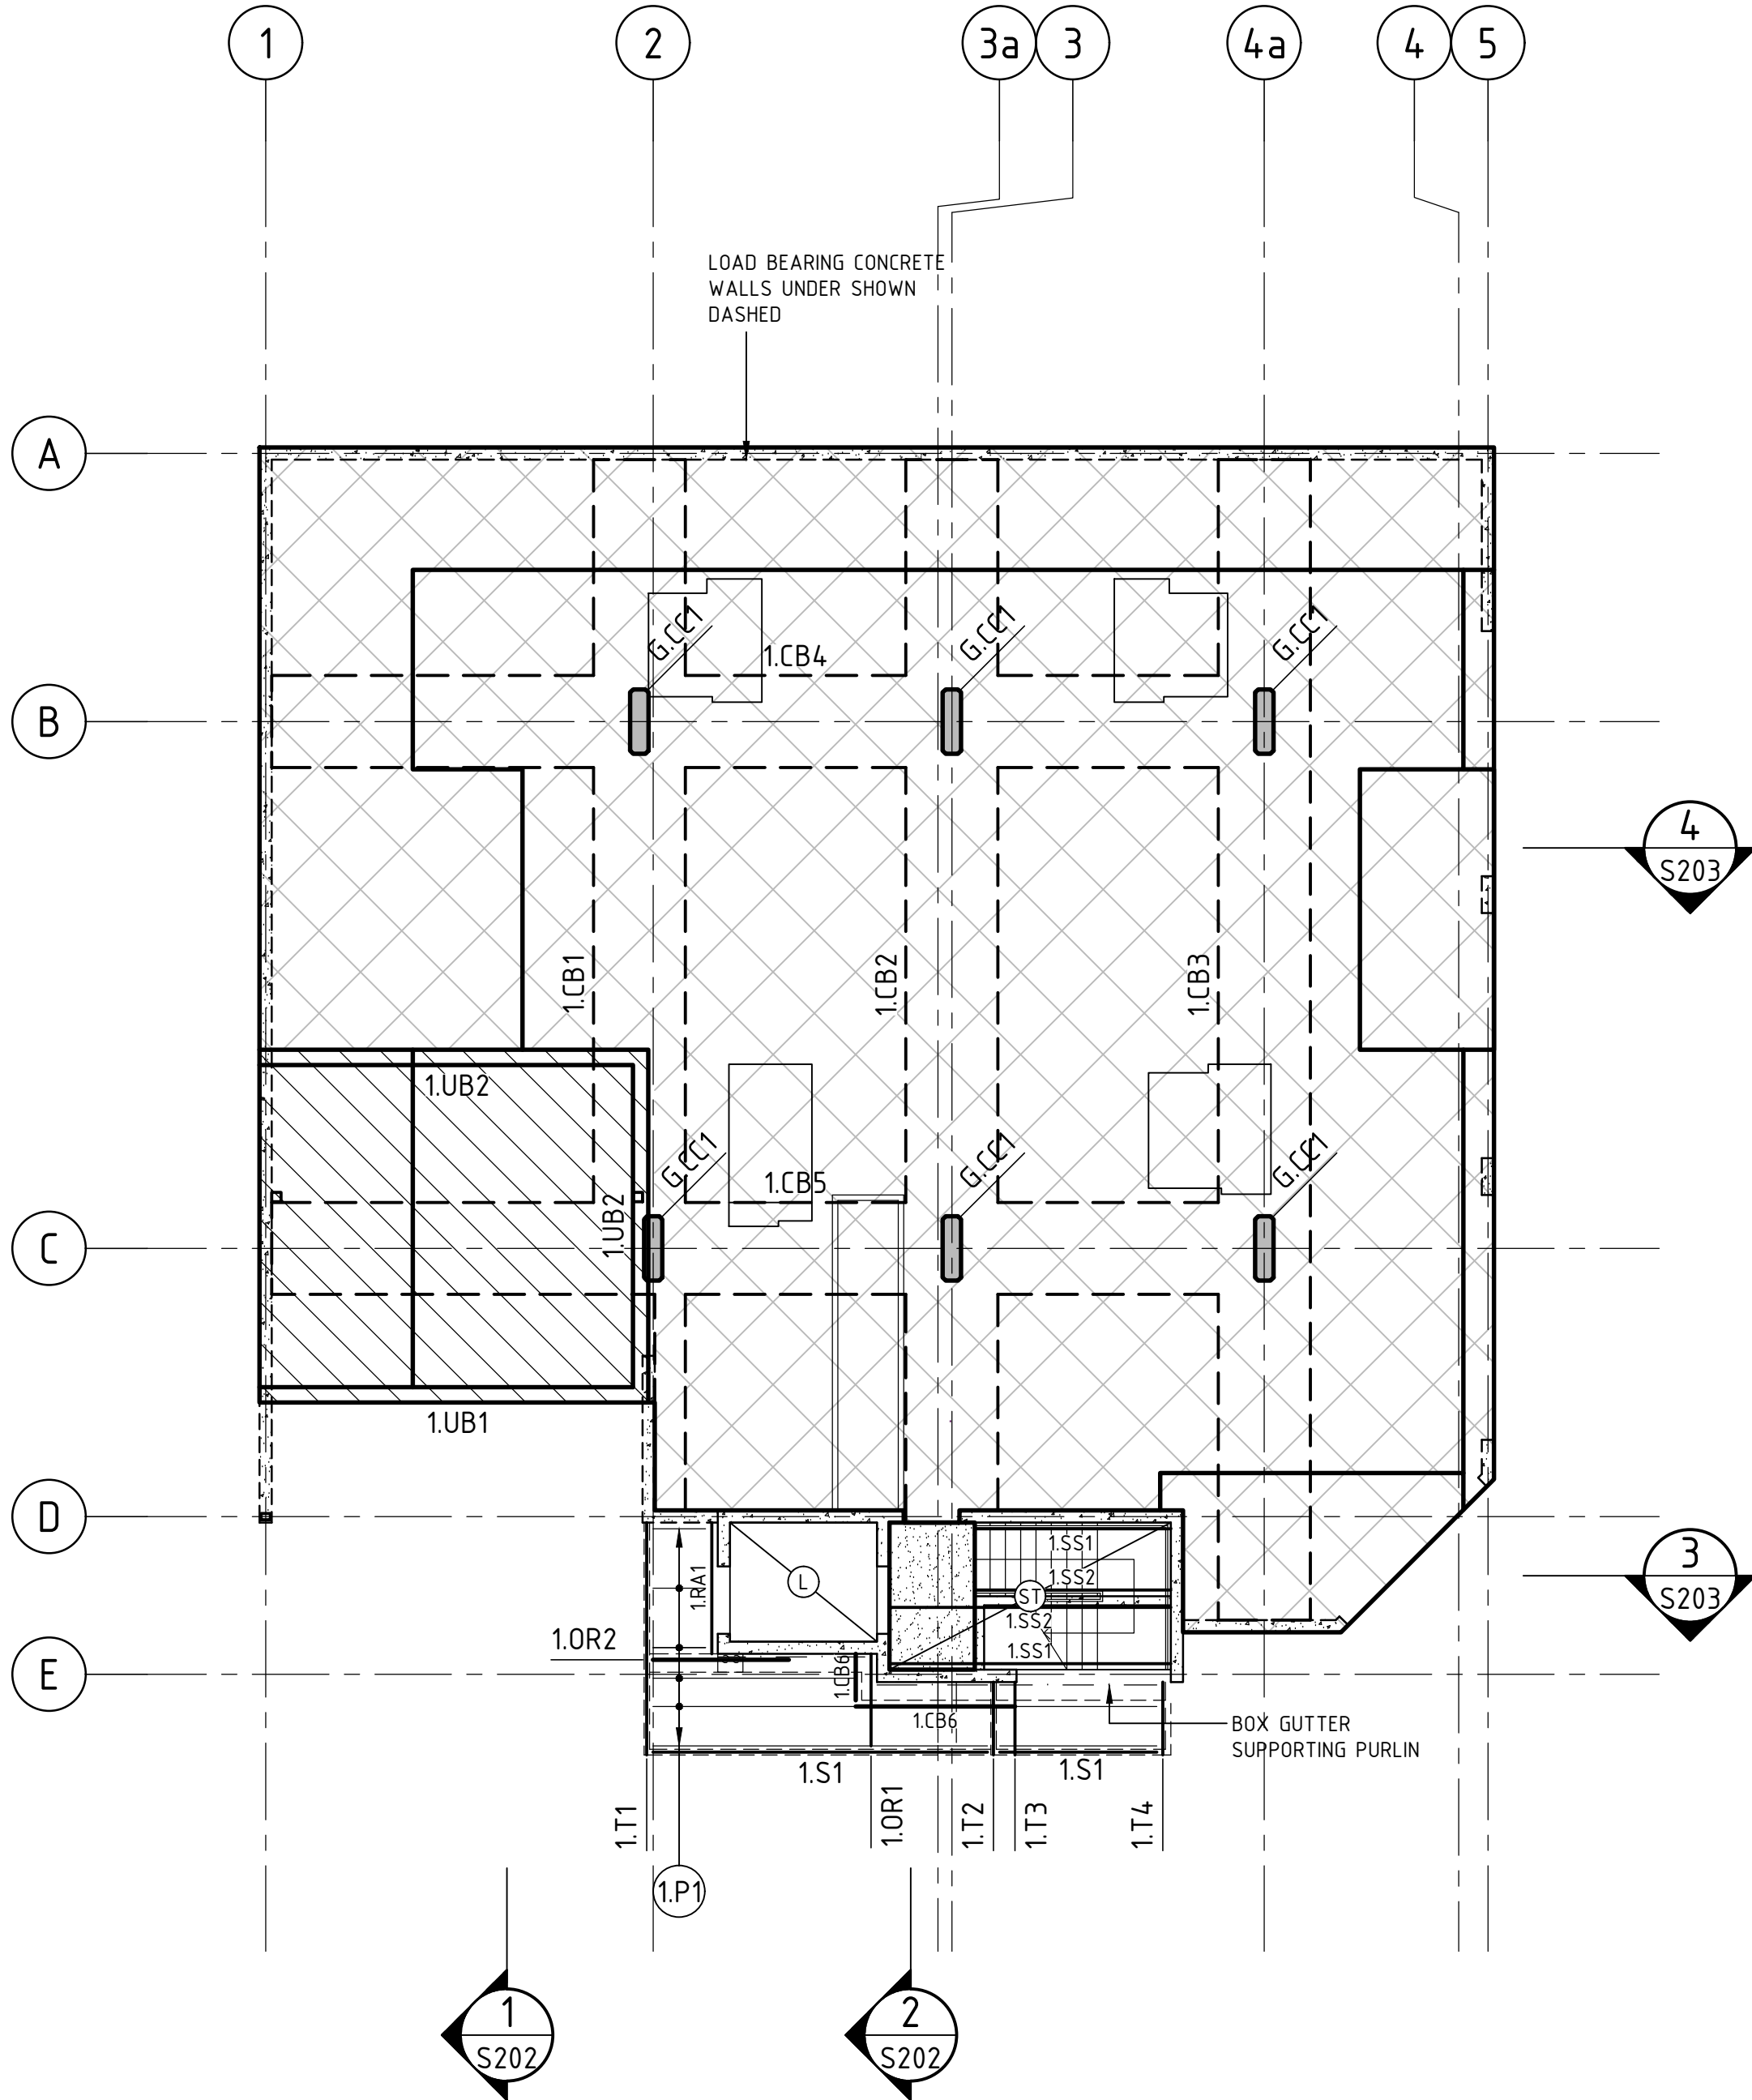 1
2
3a
3
4a
4
5
LOAD BEARING CONCRETE
WALLS UNDER SHOWN
DASHED
A
G.CC1
G.CC1
G.CC1
1.CB4
B
4
S203
1.CB1
1.CB2
1.CB3
1.UB2
G.CC1
G.CC1
G.CC1
1.CB5
1.UB2
C
1.UB1
D
1.SS1
3
S203
L
1.RA1
1.SS2
ST
1.SS2
1.OR2
1.SS1
E
1.CB6
1.CB6
BOX GUTTER
SUPPORTING PURLIN
1.S1
1.S1
1.T1
1.OR1
1.T2
1.T3
1.T4
1.P1
1
S202
2
S202